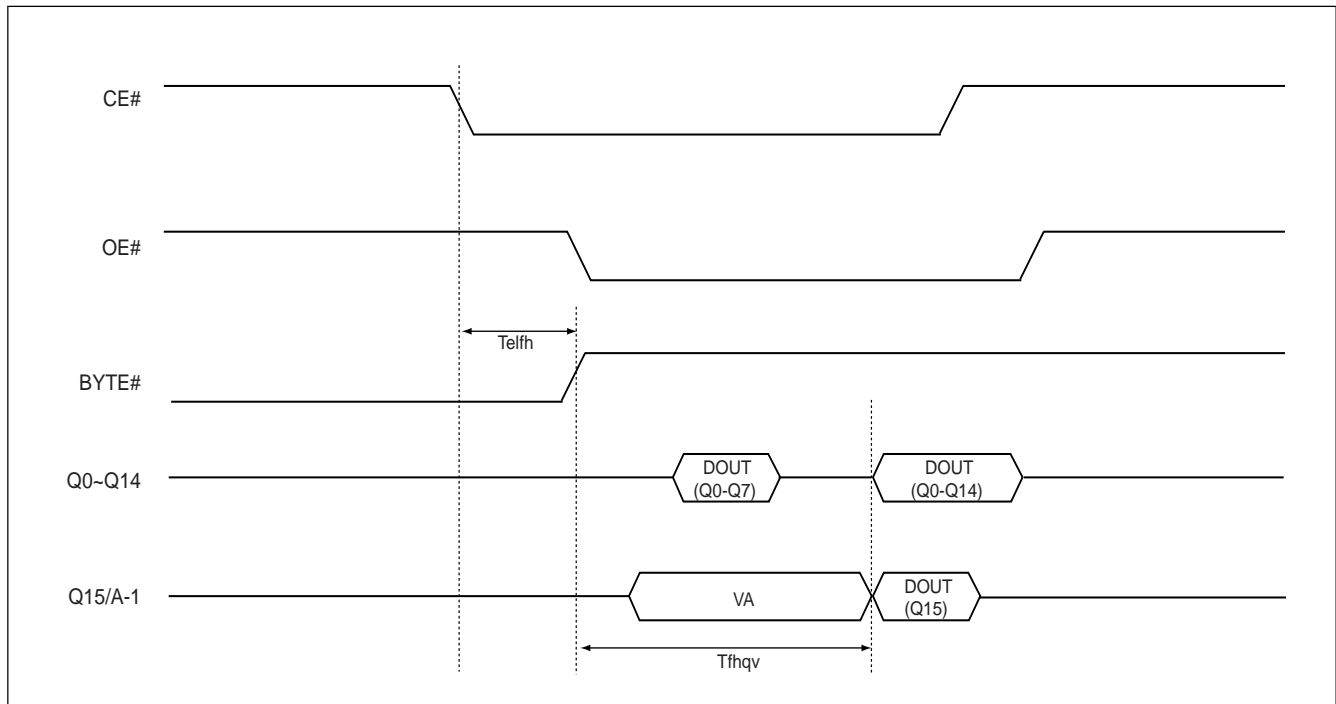 CE#
OE#
Telfh
BYTE#
Q0~Q14
DOUT
(Q0-Q7)
DOUT
(Q0-Q14)
Q15/A-1
VA
DOUT
(Q15)
Tfhqv